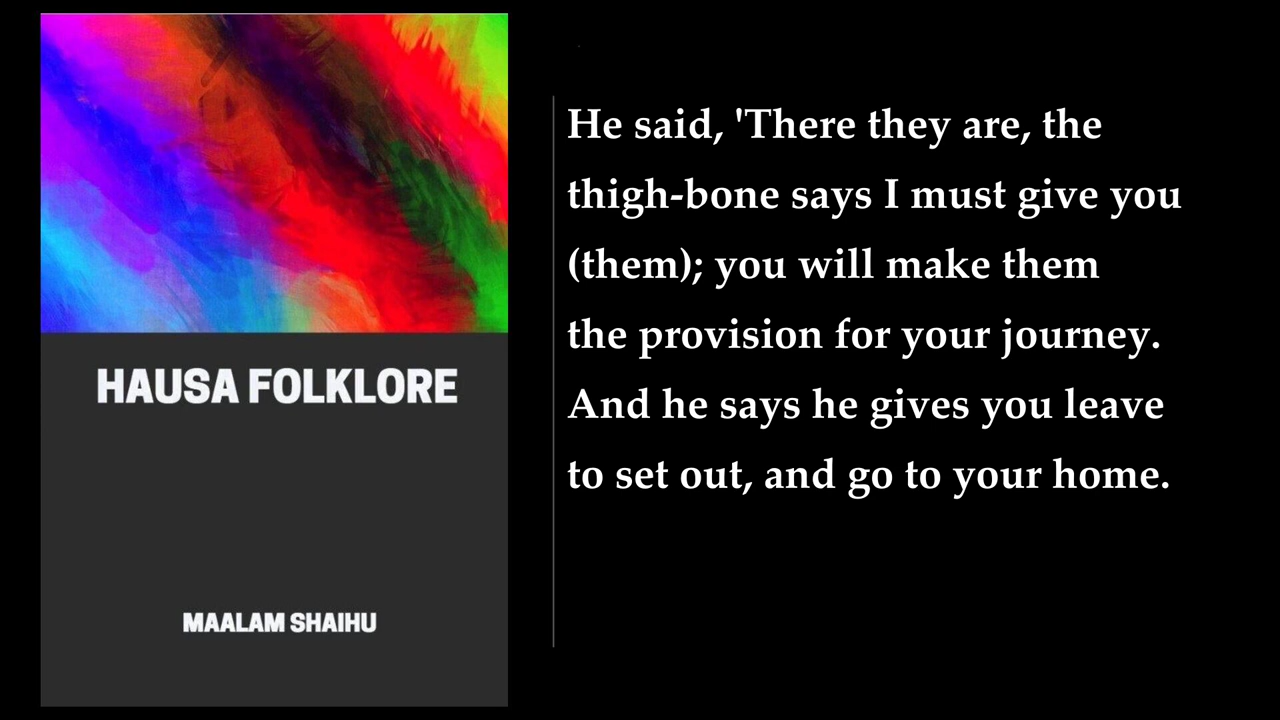 HAUSA FOLKLORE
MAALAM SHAIHU
He said, 'There they are, the
thigh-bone says I must give you
(them); you will make them
the provision for your journey.
And he says he gives you leave
to set out, and go to your home.